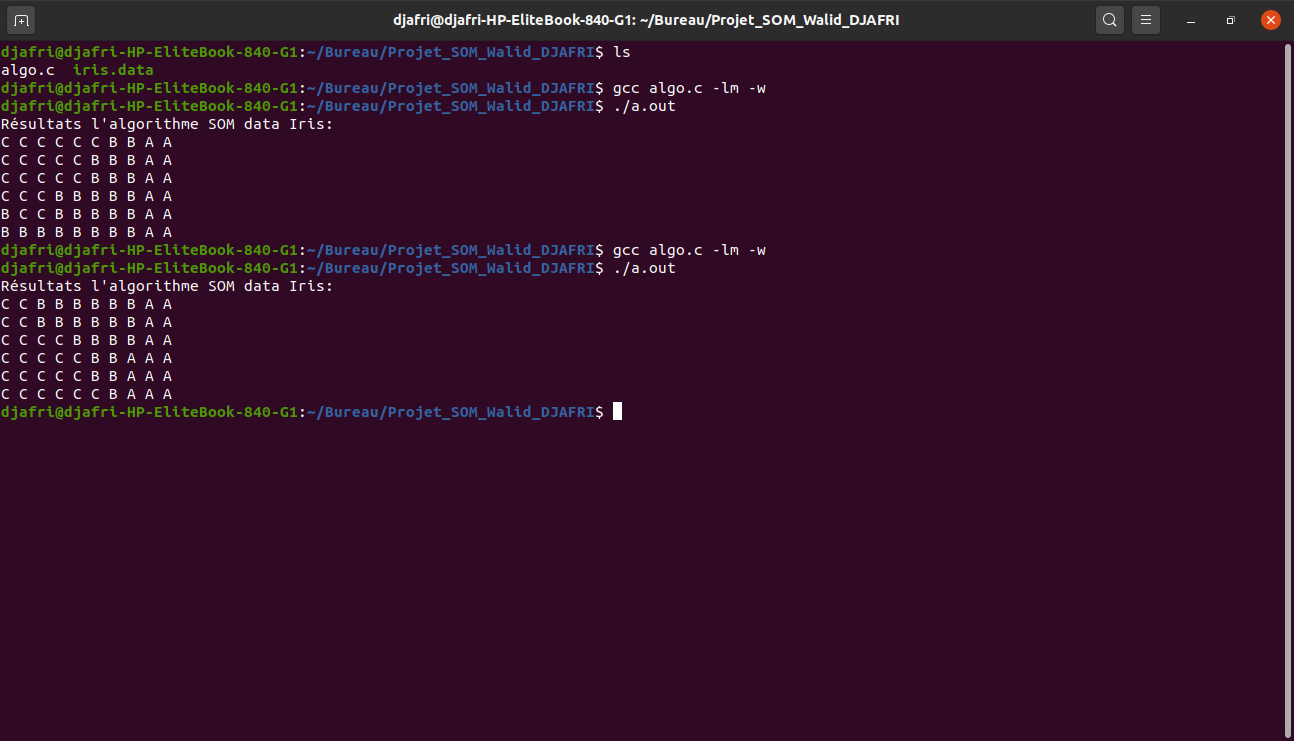 djafri@djafri-HP-EliteBook-840-G1: ~/Bureau/Projet_SOM_Walid_DJAFRI
djafri@djafri-HP-EliteBook-840-G1:~/Bureau/Projet_SOM_Walid_DJAFRI$ ls
algo.c  iris.data
djafri@djafri-HP-EliteBook-840-G1:~/Bureau/Projet_SOM_Walid_DJAFRI$ gcc algo.c -lm -w
djafri@djafri-HP-EliteBook-840-G1:~/Bureau/Projet_SOM_Walid_DJAFRI$ ./a.out
Résultats l'algorithme SOM data Iris:
C C C C C C B B A A
C C C C C B B B A A
C C C C C B B B A A
C C C B B B B B A A
B C C B B B B B A A
B B B B B B B B A A
djafri@djafri-HP-EliteBook-840-G1:~/Bureau/Projet_SOM_Walid_DJAFRI$ gcc algo.c -lm -w
djafri@djafri-HP-EliteBook-840-G1:~/Bureau/Projet_SOM_Walid_DJAFRI$ ./a.out
Résultats l'algorithme SOM data Iris:
C C B B B B B B A A
C C B B B B B B A A
C C C C B B B B A A
C C C C C B B A A A
C C C C C B B A A A
C C C C C C B A A A
djafri@djafri-HP-EliteBook-840-G1:~/Bureau/Projet_SOM_Walid_DJAFRI$